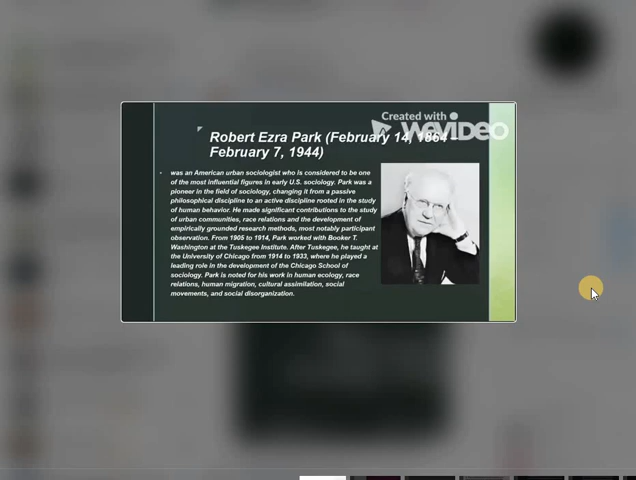 Created with
WeVideo
Robert Ezra Park (February 14, 1864 -
February 7, 1944)
was an American urban sociologist who is considered to be one
of the most influential figures in early U.S. sociology. Park was a
pioneer in the field of sociology, changing it from a passive
philosophical discipline to an active discipline rooted in the study
of human behavior. He made significant contributions to the study
of urban communities, race relations and the development of
empirically grounded research methods, most notably participant
observation. From 1905 to 1914, Park worked with Booker T.
Washington at the Tuskegee Institute. After Tuskegee, he taught at
the University of Chicago from 1914 to 1933, where he played a
leading role in the development of the Chicago School of
sociology. Park is noted for his work in human ecology, race
relations, human migration, cultural assimilation, social
movements, and social disorganization.